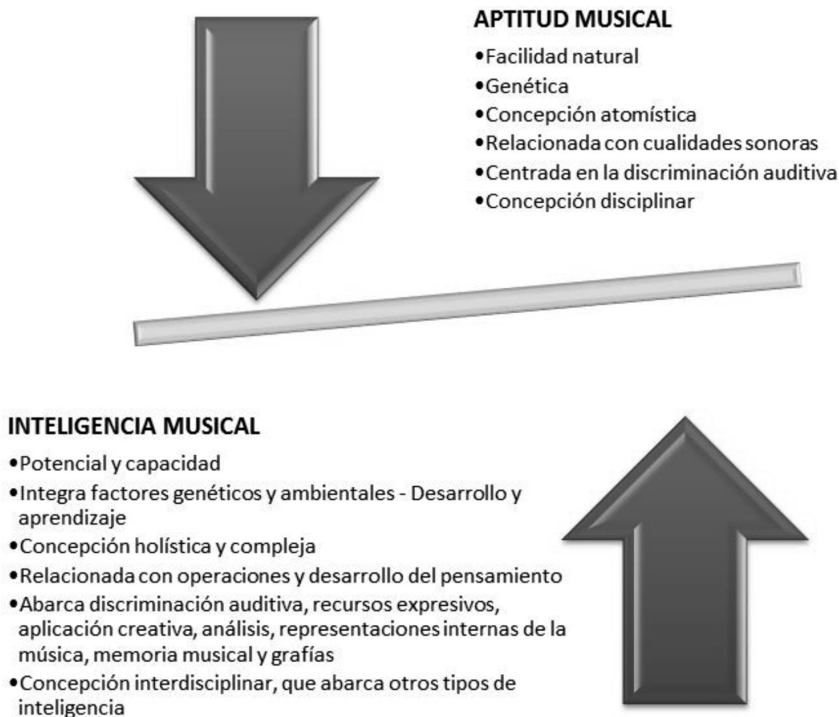 APTITUD MUSICAL
•Facilidad natural
•Genética
•Concepción atomística
•Relacionada con cualidades sonoras
•Centrada en la discriminación auditiva
•Concepción disciplinar
INTELIGENCIA MUSICAL
•Potencial y capacidad
•Integra factores genéticos y ambientales - Desarrollo y
aprendizaje
•Concepción holística y compleja
•Relacionada con operaciones y desarrollo del pensamiento
•Abarca discriminación auditiva, recursos expresivos,
aplicación creativa, análisis, representaciones internas de la
música, memoria musical y grafías
•Concepción interdisciplinar, que abarca otros tipos de
inteligencia